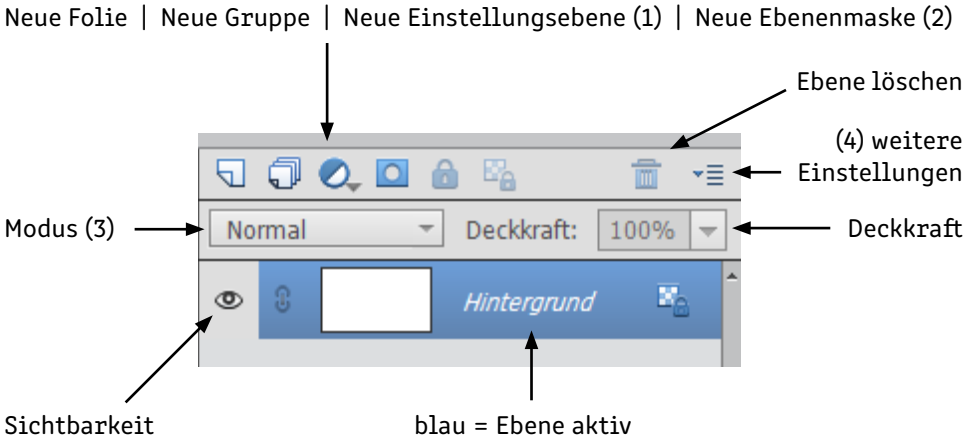 Neue Folie | Neue Gruppe | Neue Einstellungsebene (1) | Neue Ebenenmaske (2)
Ebene löschen
(4) weitere
Einstellungen
Modus (3)
Normal
Deckkraft:
100%
Deckkraft
Hintergrund
Sichtbarkeit
blau = Ebene aktiv